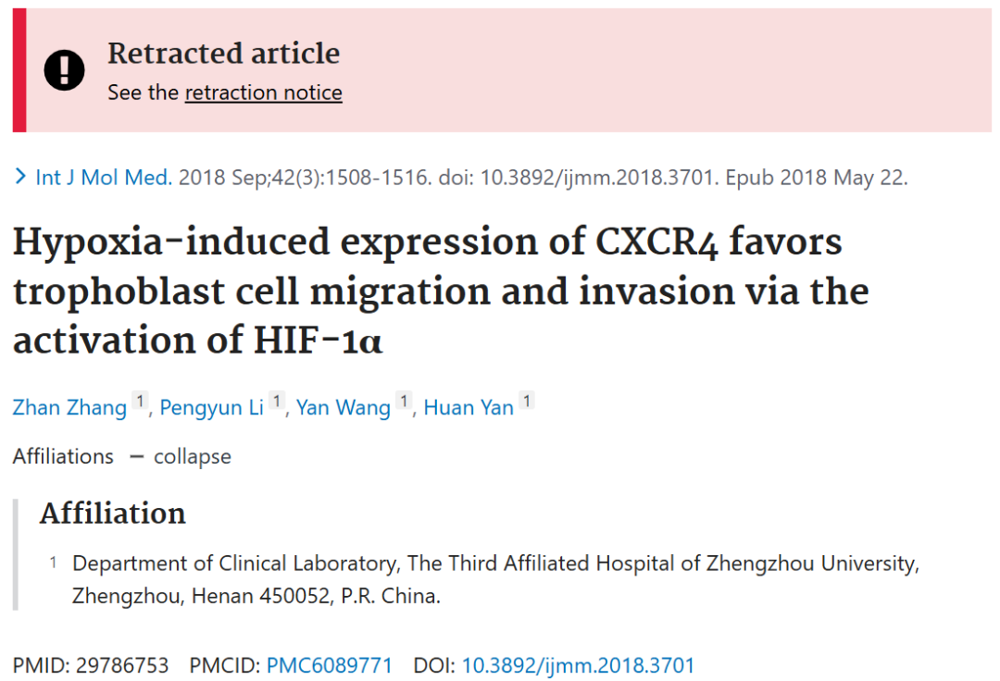 Retracted article
See the retraction notice
> Int J Mol Med. 2018 Sep;42(3):1508-1516. doi: 10.3892/ijmm.2018.3701. Epub 2018 May 22.
Hypoxia-induced expression of CXCR4 favors
trophoblast cell migration and invasion via the
activation of HIF-1α
Zhan Zhang 1, Pengyun Li 1, Yan Wang 1, Huan Yan 1
Affiliations — collapse
Affiliation
1 Department of Clinical Laboratory, The Third Affiliated Hospital of Zhengzhou University,
Zhengzhou, Henan 450052, P.R. China.
PMID: 29786753 PMCID: PMC6089771 DOI: 10.3892/ijmm.2018.3701